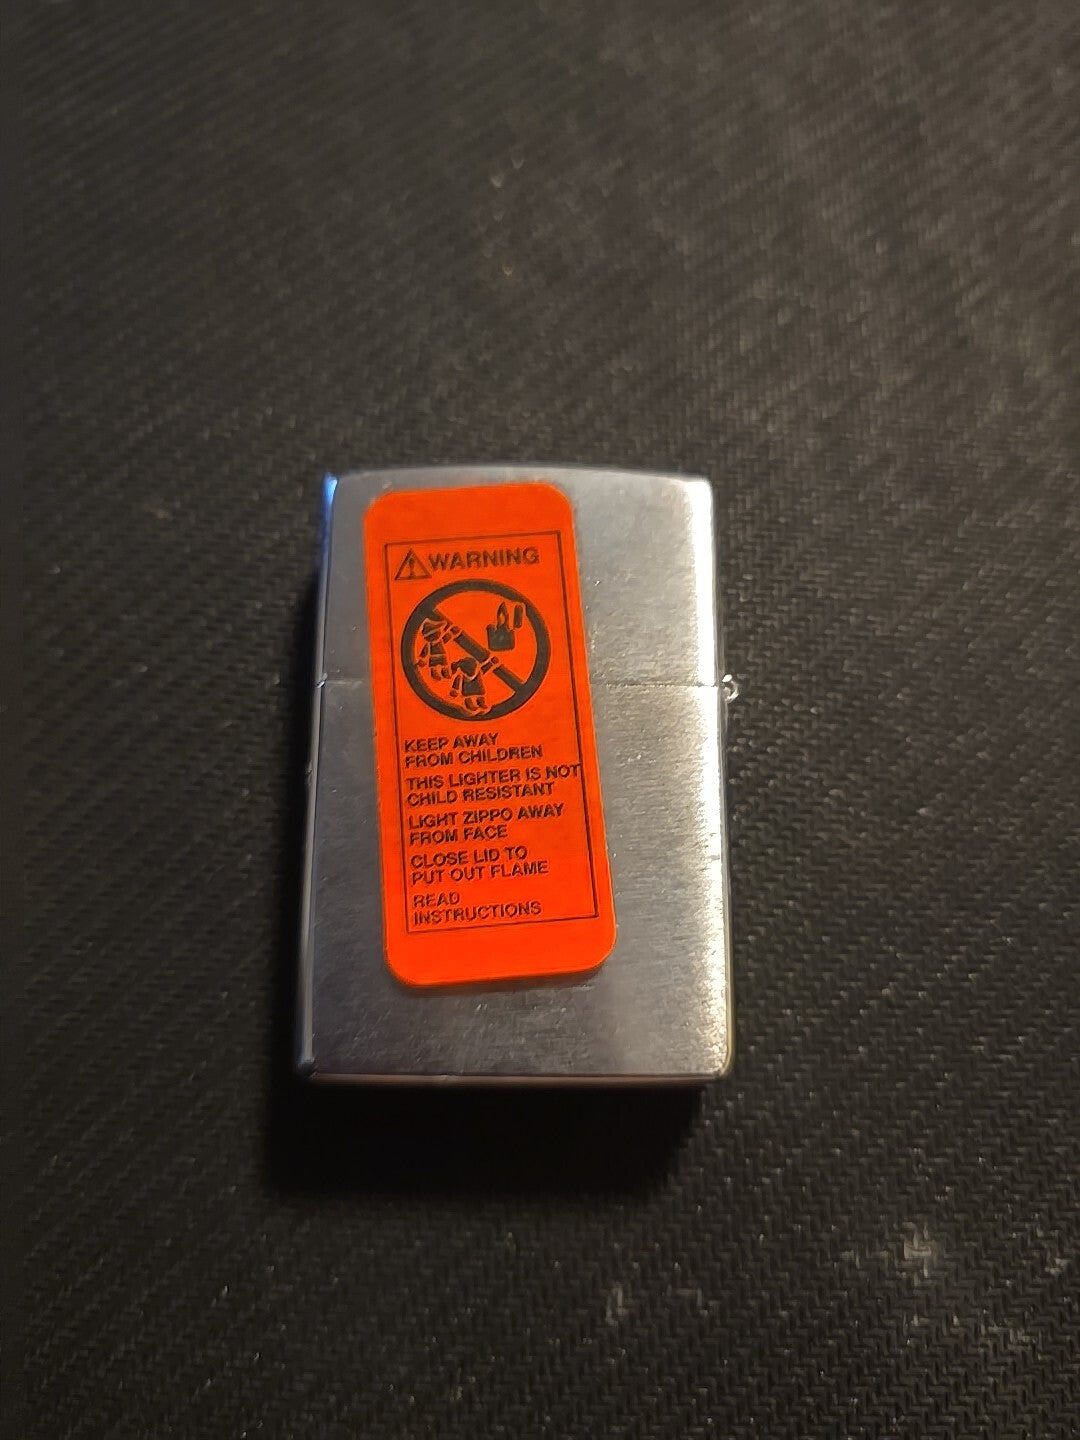 WARNING
KEEP AWAY
FROM CHILDREN
THIS LIGHTER IS NOT
CHILD RESISTANT
LIGHT ZIPPO AWAY
FROM FACE
CLOSE LID TO
PUT OUT FLAME
READ
INSTRUCTIONS